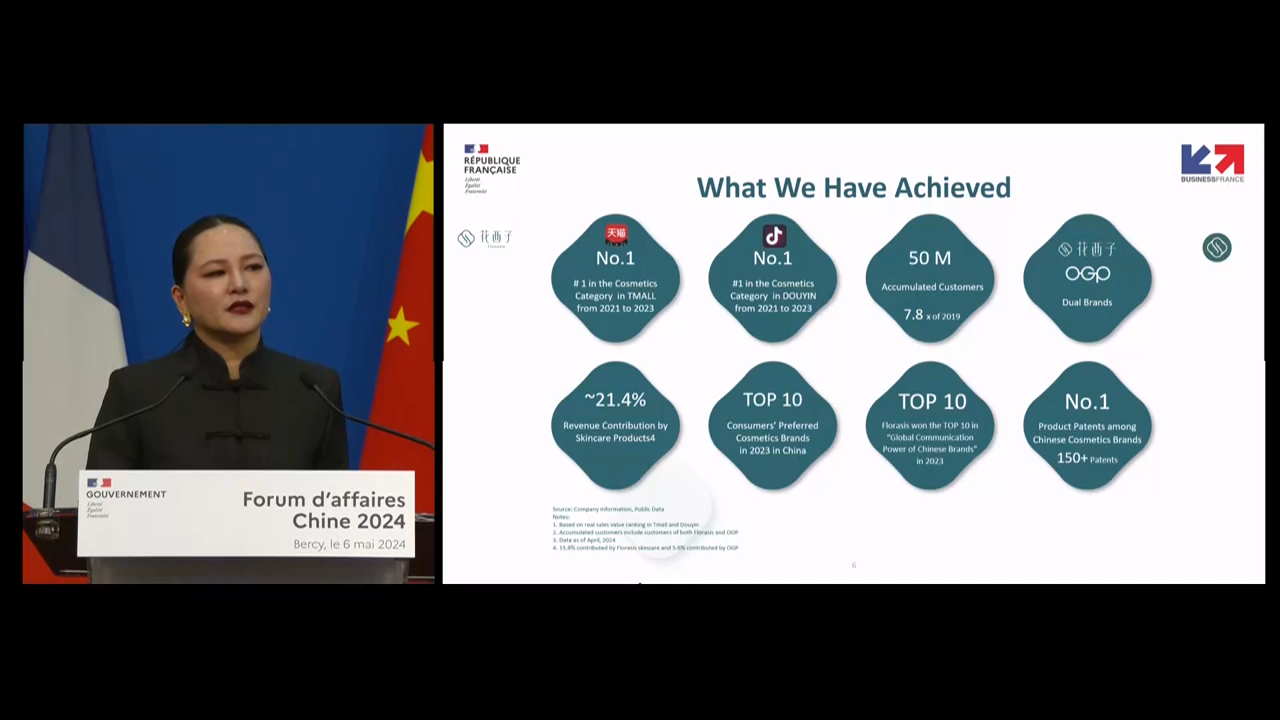 GOUVERNEMENT
Liberté
Égalité
Fraternité
Forum d'affaires
Chine 2024
Bercy, le 6 mai 2024
RÉPUBLIQUE
FRANÇAISE
Liberté
Égalité
Fraternité
BUSINESSFRANCE
花西子
What We Have Achieved
天猫
No.1
# 1 in the Cosmetics
Category in TMALL
from 2021 to 2023
No.1
#1 in the Cosmetics
Category in DOUYIN
from 2021 to 2023
50 M
Accumulated Customers
7.8 x of 2019
花西子
OGP
Dual Brands
~21.4%
Revenue Contribution by
Skincare Products4
TOP 10
Consumers' Preferred
Cosmetics Brands
in 2023 in China
TOP 10
Florasis won the TOP 10 in
"Global Communication
Power of Chinese Brands"
in 2023
No.1
Product Patents among
Chinese Cosmetics Brands
150+ Patents
Source: Company Information, Public Data
Notes:
1. Based on real sales value ranking in Tmall and Douyin
2. Accumulated customers include customers of both Florasis and OGP
3. Data as of April, 2024
4. 15.8% contributed by Florasis skincare and 5.6% contributed by OGP
6